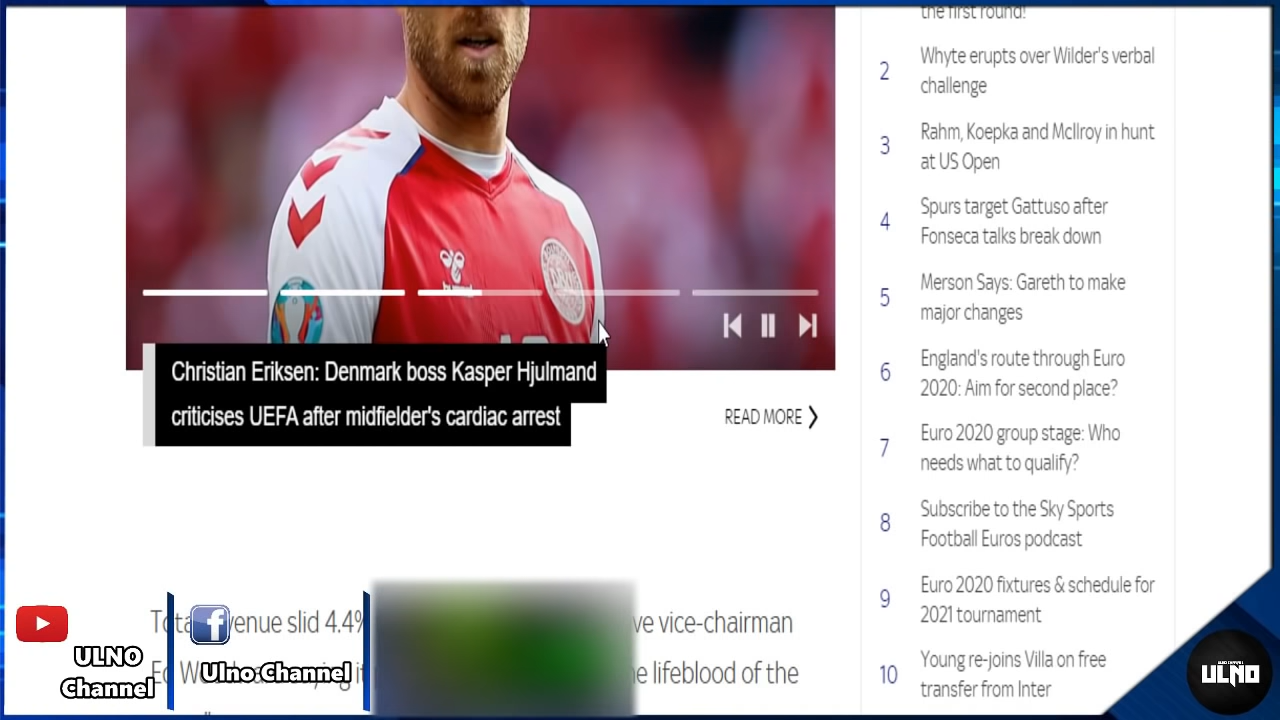 the first round!
2
Whyte erupts over Wilder's verbal
challenge
3
Rahm, Koepka and McIlroy in hunt
at US Open
4
Spurs target Gattuso after
Fonseca talks break down
5
Merson Says: Gareth to make
major changes
6
England's route through Euro
2020: Aim for second place?
7
Euro 2020 group stage: Who
needs what to qualify?
8
Subscribe to the Sky Sports
Football Euros podcast
9
Euro 2020 fixtures & schedule for
2021 tournament
10
Young re-joins Villa on free
transfer from Inter
Christian Eriksen: Denmark boss Kasper Hjulmand
criticises UEFA after midfielder's cardiac arrest
READ MORE
slid 4.4% vice-chairman
lifeblood of the
ULNO
Channel
Ulno Channel
ULNO